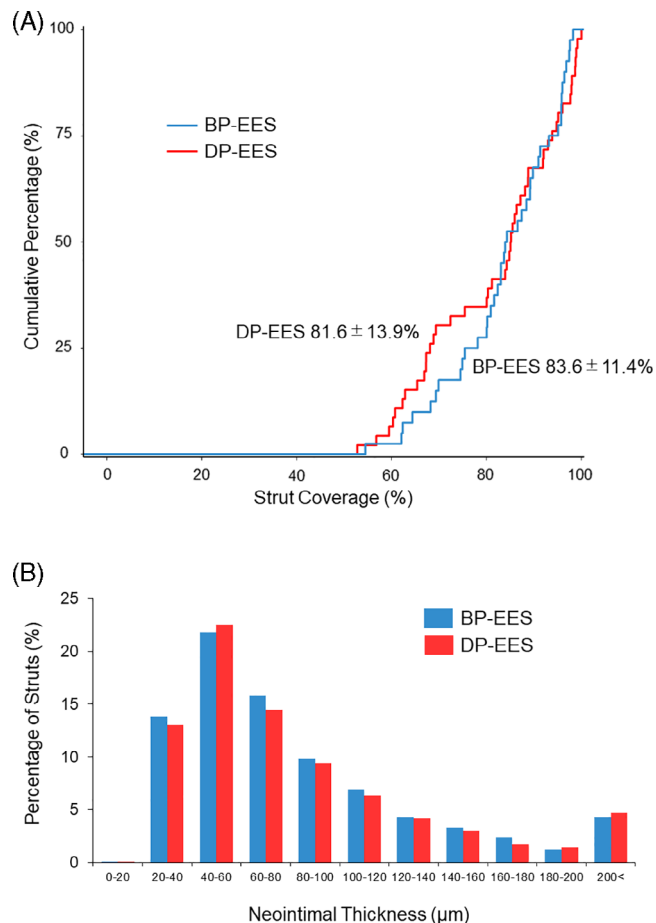 (A)
100
75
50
25
0
Cumulative Percentage (%)
BP-EES
DP-EES
DP-EES 81.6 ± 13.9%
BP-EES 83.6 ± 11.4%
0 20 40 60 80 100
Strut Coverage (%)
(B)
25
20
15
10
5
0
Percentage of Struts (%)
BP-EES
DP-EES
0-20 20-40 40-60 60-80 80-100 100-120 120-140 140-160 160-180 180-200 200<
Neointimal Thickness (µm)